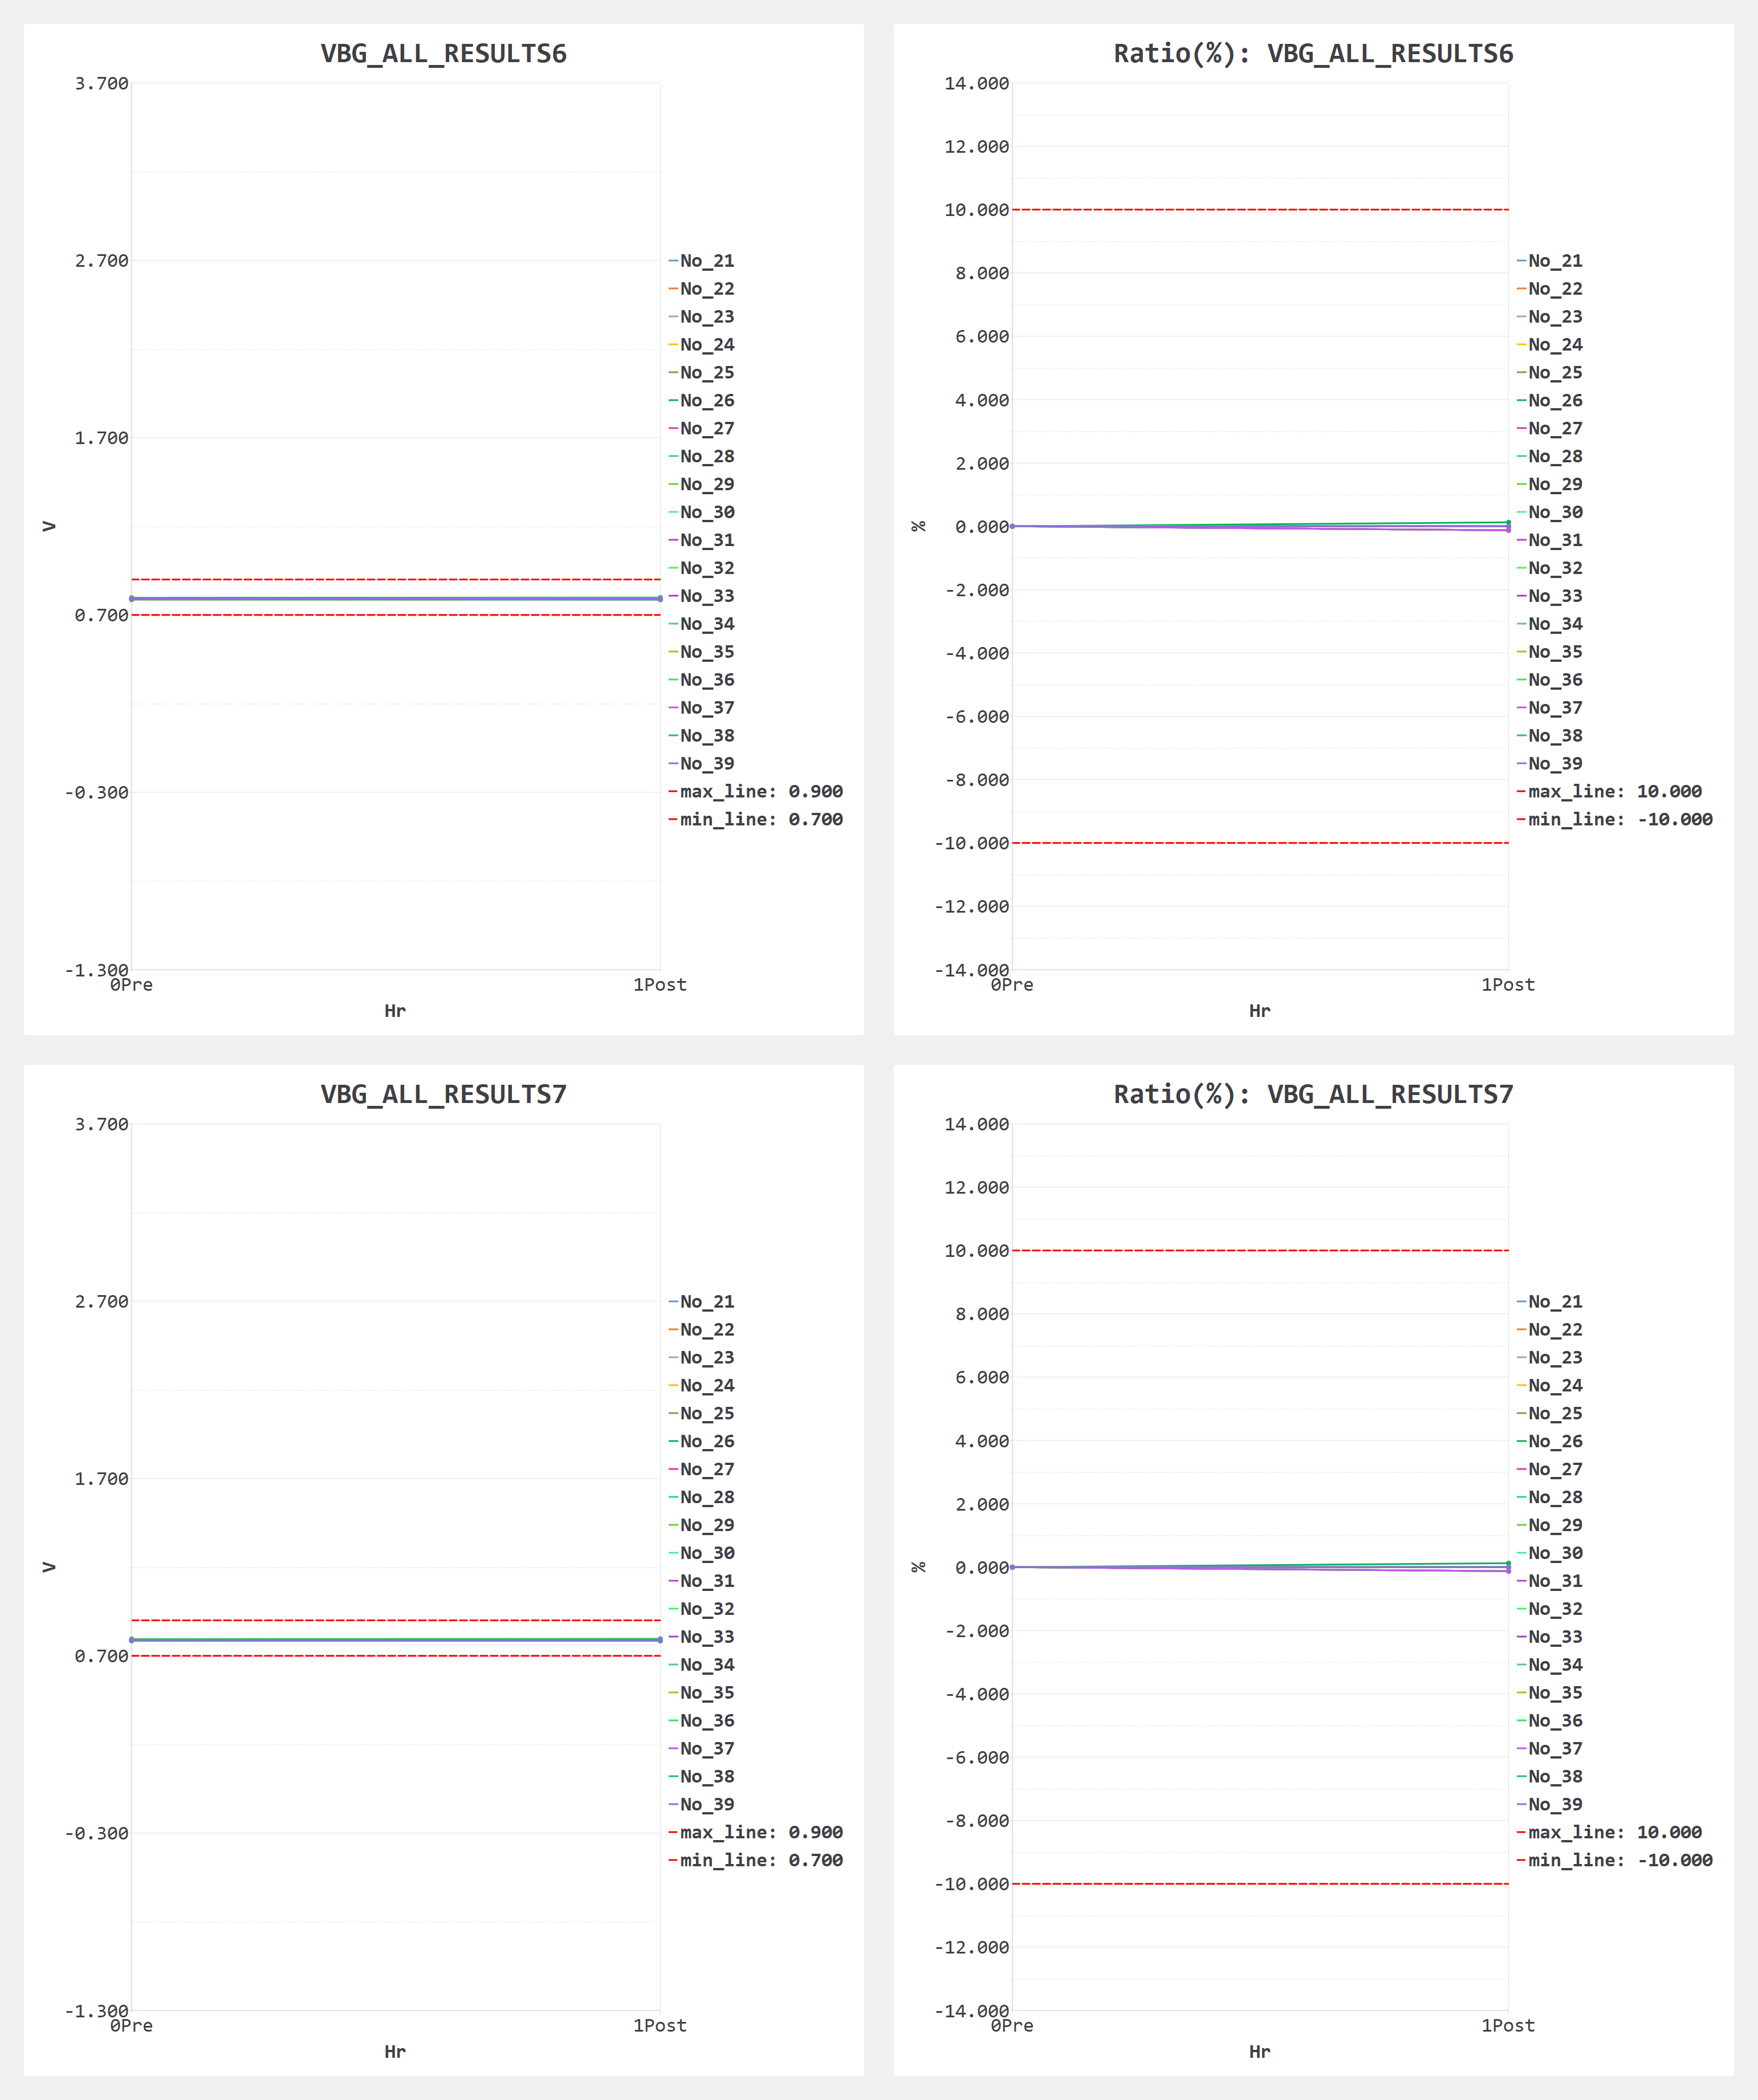 VBG_ALL_RESULTS6
3.700
2.700
1.700
0.700
-0.300
-1.300
V
0Pre
1Post
Hr
No_21
No_22
No_23
No_24
No_25
No_26
No_27
No_28
No_29
No_30
No_31
No_32
No_33
No_34
No_35
No_36
No_37
No_38
No_39
max_line: 0.900
min_line: 0.700
Ratio(%): VBG_ALL_RESULTS6
14.000
12.000
10.000
8.000
6.000
4.000
2.000
0.000
-2.000
-4.000
-6.000
-8.000
-10.000
-12.000
-14.000
%
0Pre
1Post
Hr
No_21
No_22
No_23
No_24
No_25
No_26
No_27
No_28
No_29
No_30
No_31
No_32
No_33
No_34
No_35
No_36
No_37
No_38
No_39
max_line: 10.000
min_line: -10.000
VBG_ALL_RESULTS7
3.700
2.700
1.700
0.700
-0.300
-1.300
V
0Pre
1Post
Hr
No_21
No_22
No_23
No_24
No_25
No_26
No_27
No_28
No_29
No_30
No_31
No_32
No_33
No_34
No_35
No_36
No_37
No_38
No_39
max_line: 0.900
min_line: 0.700
Ratio(%): VBG_ALL_RESULTS7
14.000
12.000
10.000
8.000
6.000
4.000
2.000
0.000
-2.000
-4.000
-6.000
-8.000
-10.000
-12.000
-14.000
%
0Pre
1Post
Hr
No_21
No_22
No_23
No_24
No_25
No_26
No_27
No_28
No_29
No_30
No_31
No_32
No_33
No_34
No_35
No_36
No_37
No_38
No_39
max_line: 10.000
min_line: -10.000